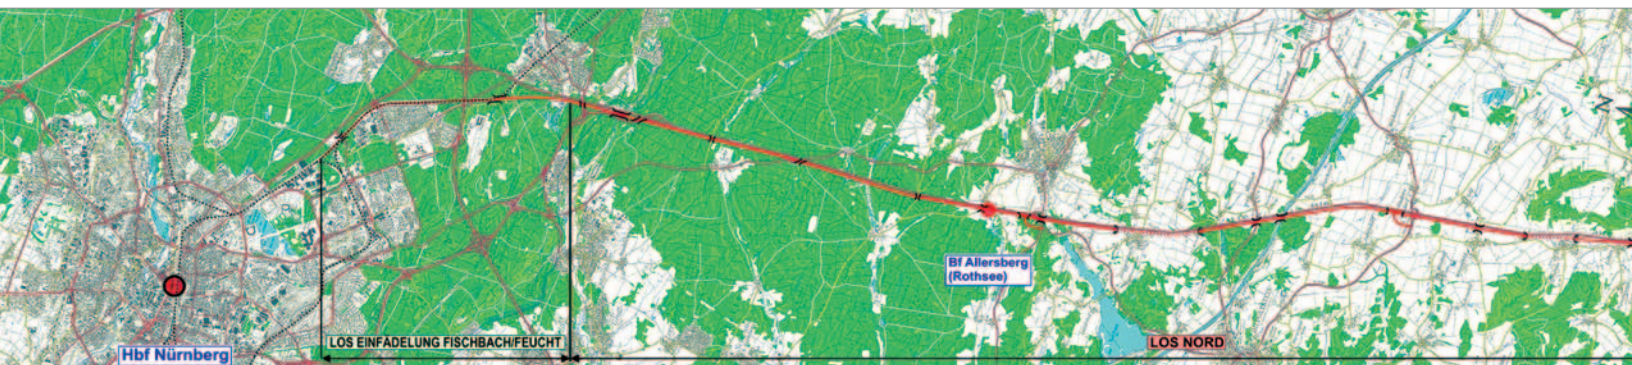 Bf Allersberg
(Rothsee)
LOS EINFÄDELUNG FISCHBACH/FEUCHT
LOS NORD
Hbf Nürnberg
N